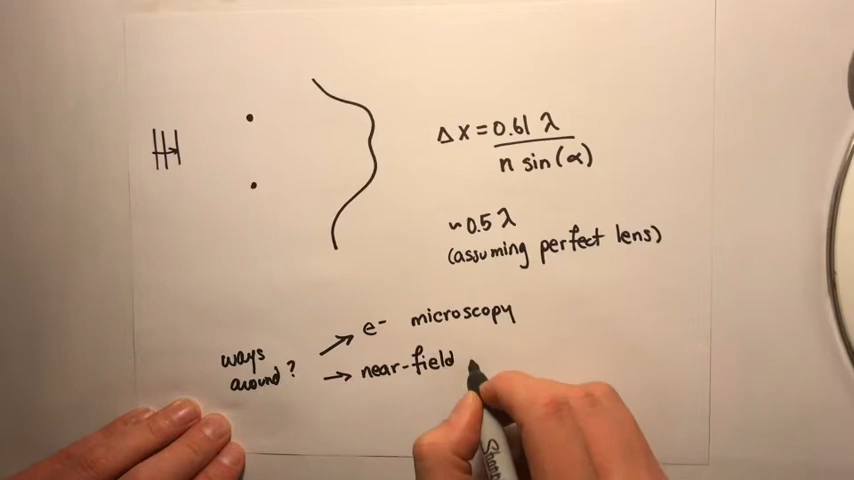 Δx = 0.61 λ
n sin(α)
~0.5 λ
(assuming perfect lens)
ways
around?
e- microscopy
near-field